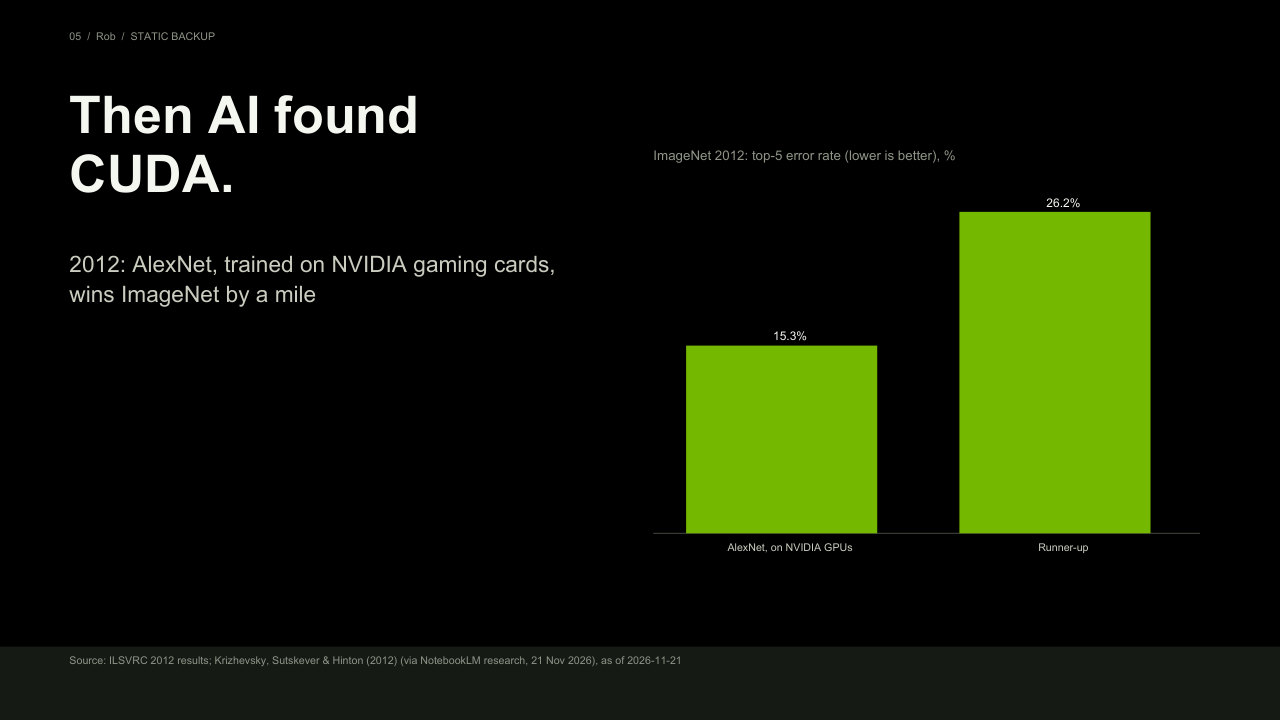 05 / Rob / STATIC BACKUP
Then AI found
CUDA.
2012: AlexNet, trained on NVIDIA gaming cards,
wins ImageNet by a mile
ImageNet 2012: top-5 error rate (lower is better), %
26.2%
15.3%
AlexNet, on NVIDIA GPUs
Runner-up
Source: ILSVRC 2012 results; Krizhevsky, Sutskever & Hinton (2012) (via NotebookLM research, 21 Nov 2026), as of 2026-11-21